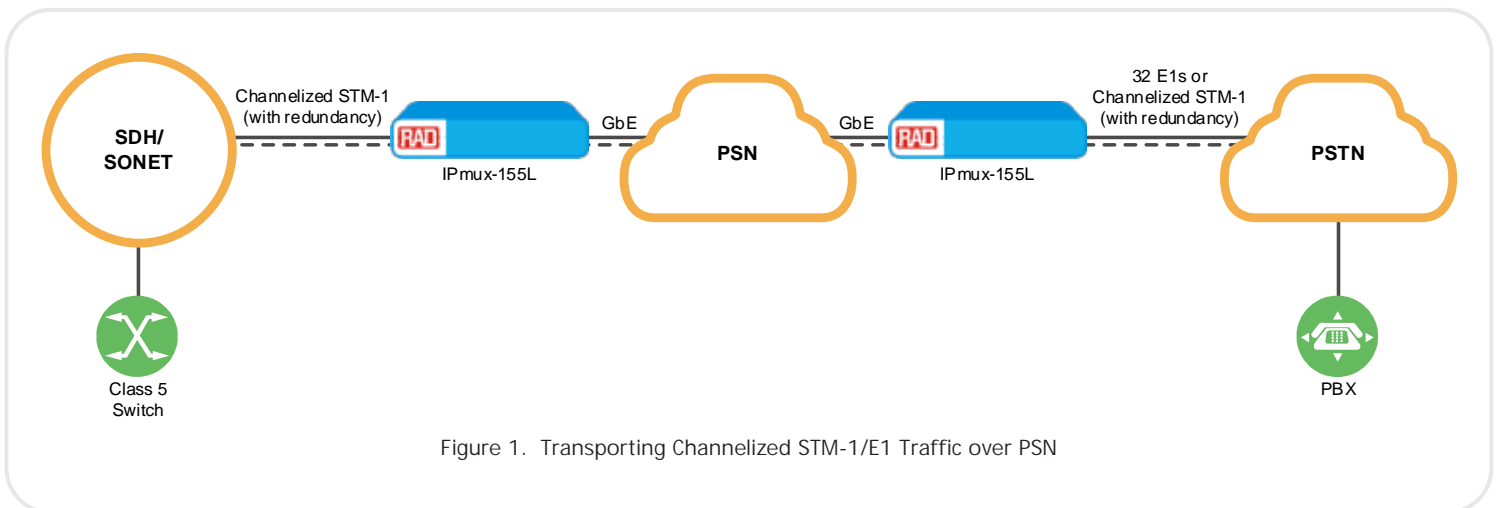 SDH/
SONET
Channelized STM-1
(with redundancy)
RAD
IPmux-155L
GbE
PSN
GbE
RAD
IPmux-155L
32 E1s or
Channelized STM-1
(with redundancy)
PSTN
Class 5
Switch
PBX
Figure 1. Transporting Channelized STM-1/E1 Traffic over PSN